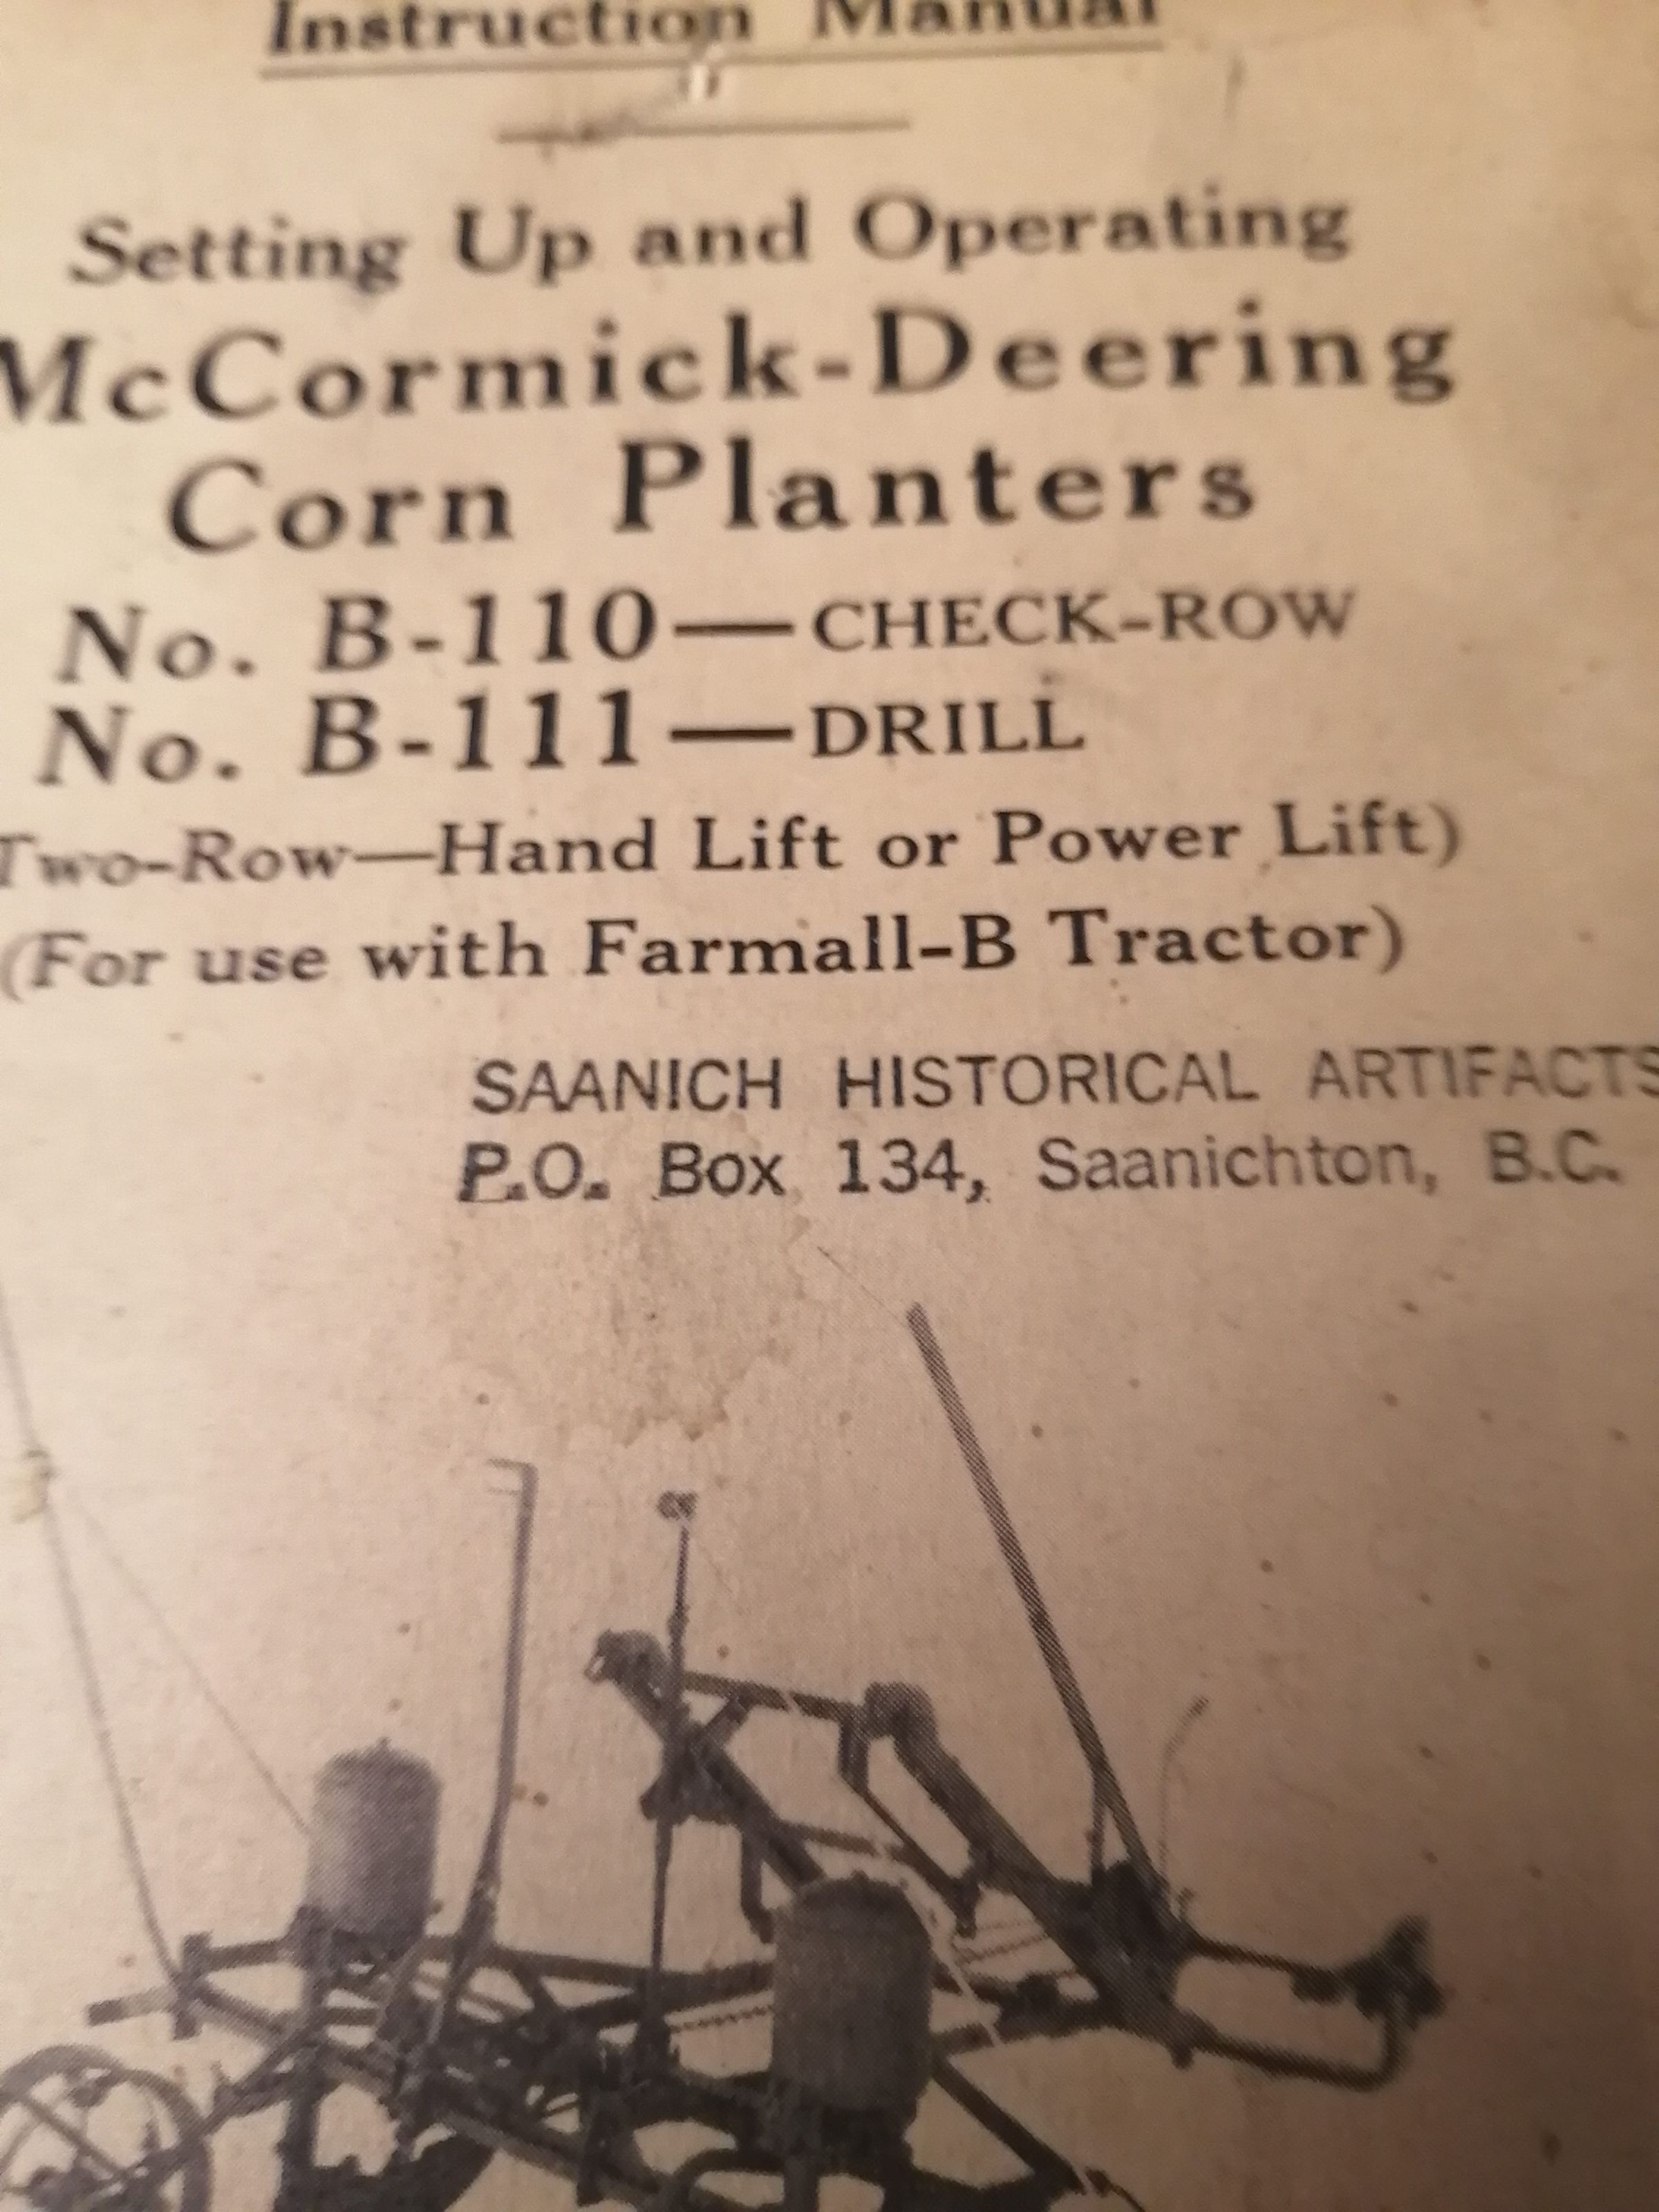 Instruction Manual
Setting Up and Operating
McCormick-Deering
Corn Planters
No. B-110—CHECK-ROW
No. B-111—DRILL
Two-Row—Hand Lift or Power Lift)
(For use with Farmall-B Tractor)
SAANICH HISTORICAL ARTIFACTS
P.O. Box 134, Saanichton, B.C.